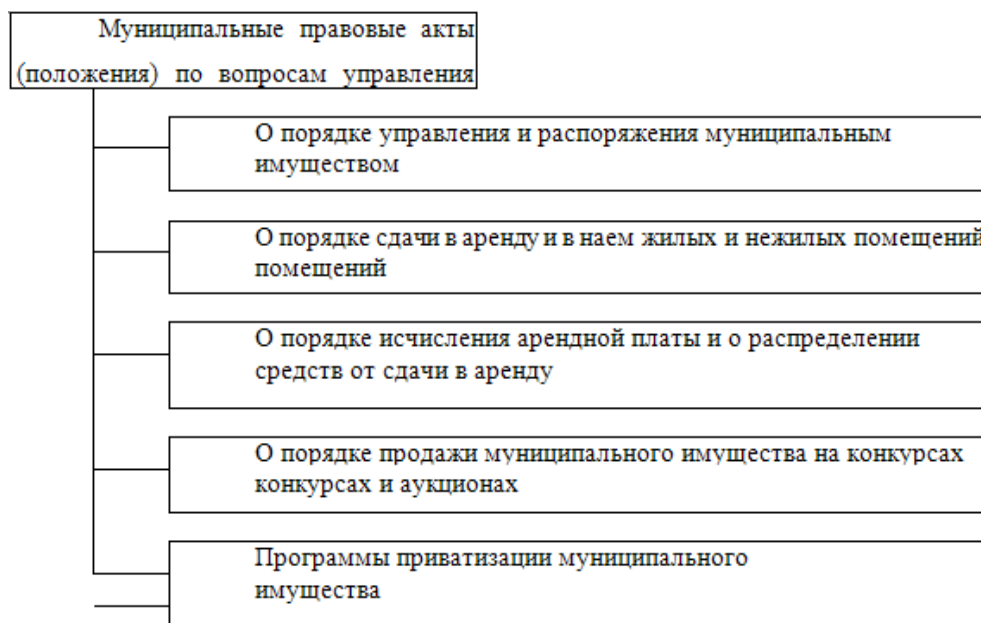 Муниципальные правовые акты
(положения) по вопросам управления
О порядке управления и распоряжения муниципальным
имуществом
О порядке сдачи в аренду и в наем жилых и нежилых помещений
помещений
О порядке исчисления арендной платы и о распределении
средств от сдачи в аренду
О порядке продажи муниципального имущества на конкурсах
конкурсах и аукционах
Программы приватизации муниципального
имущества